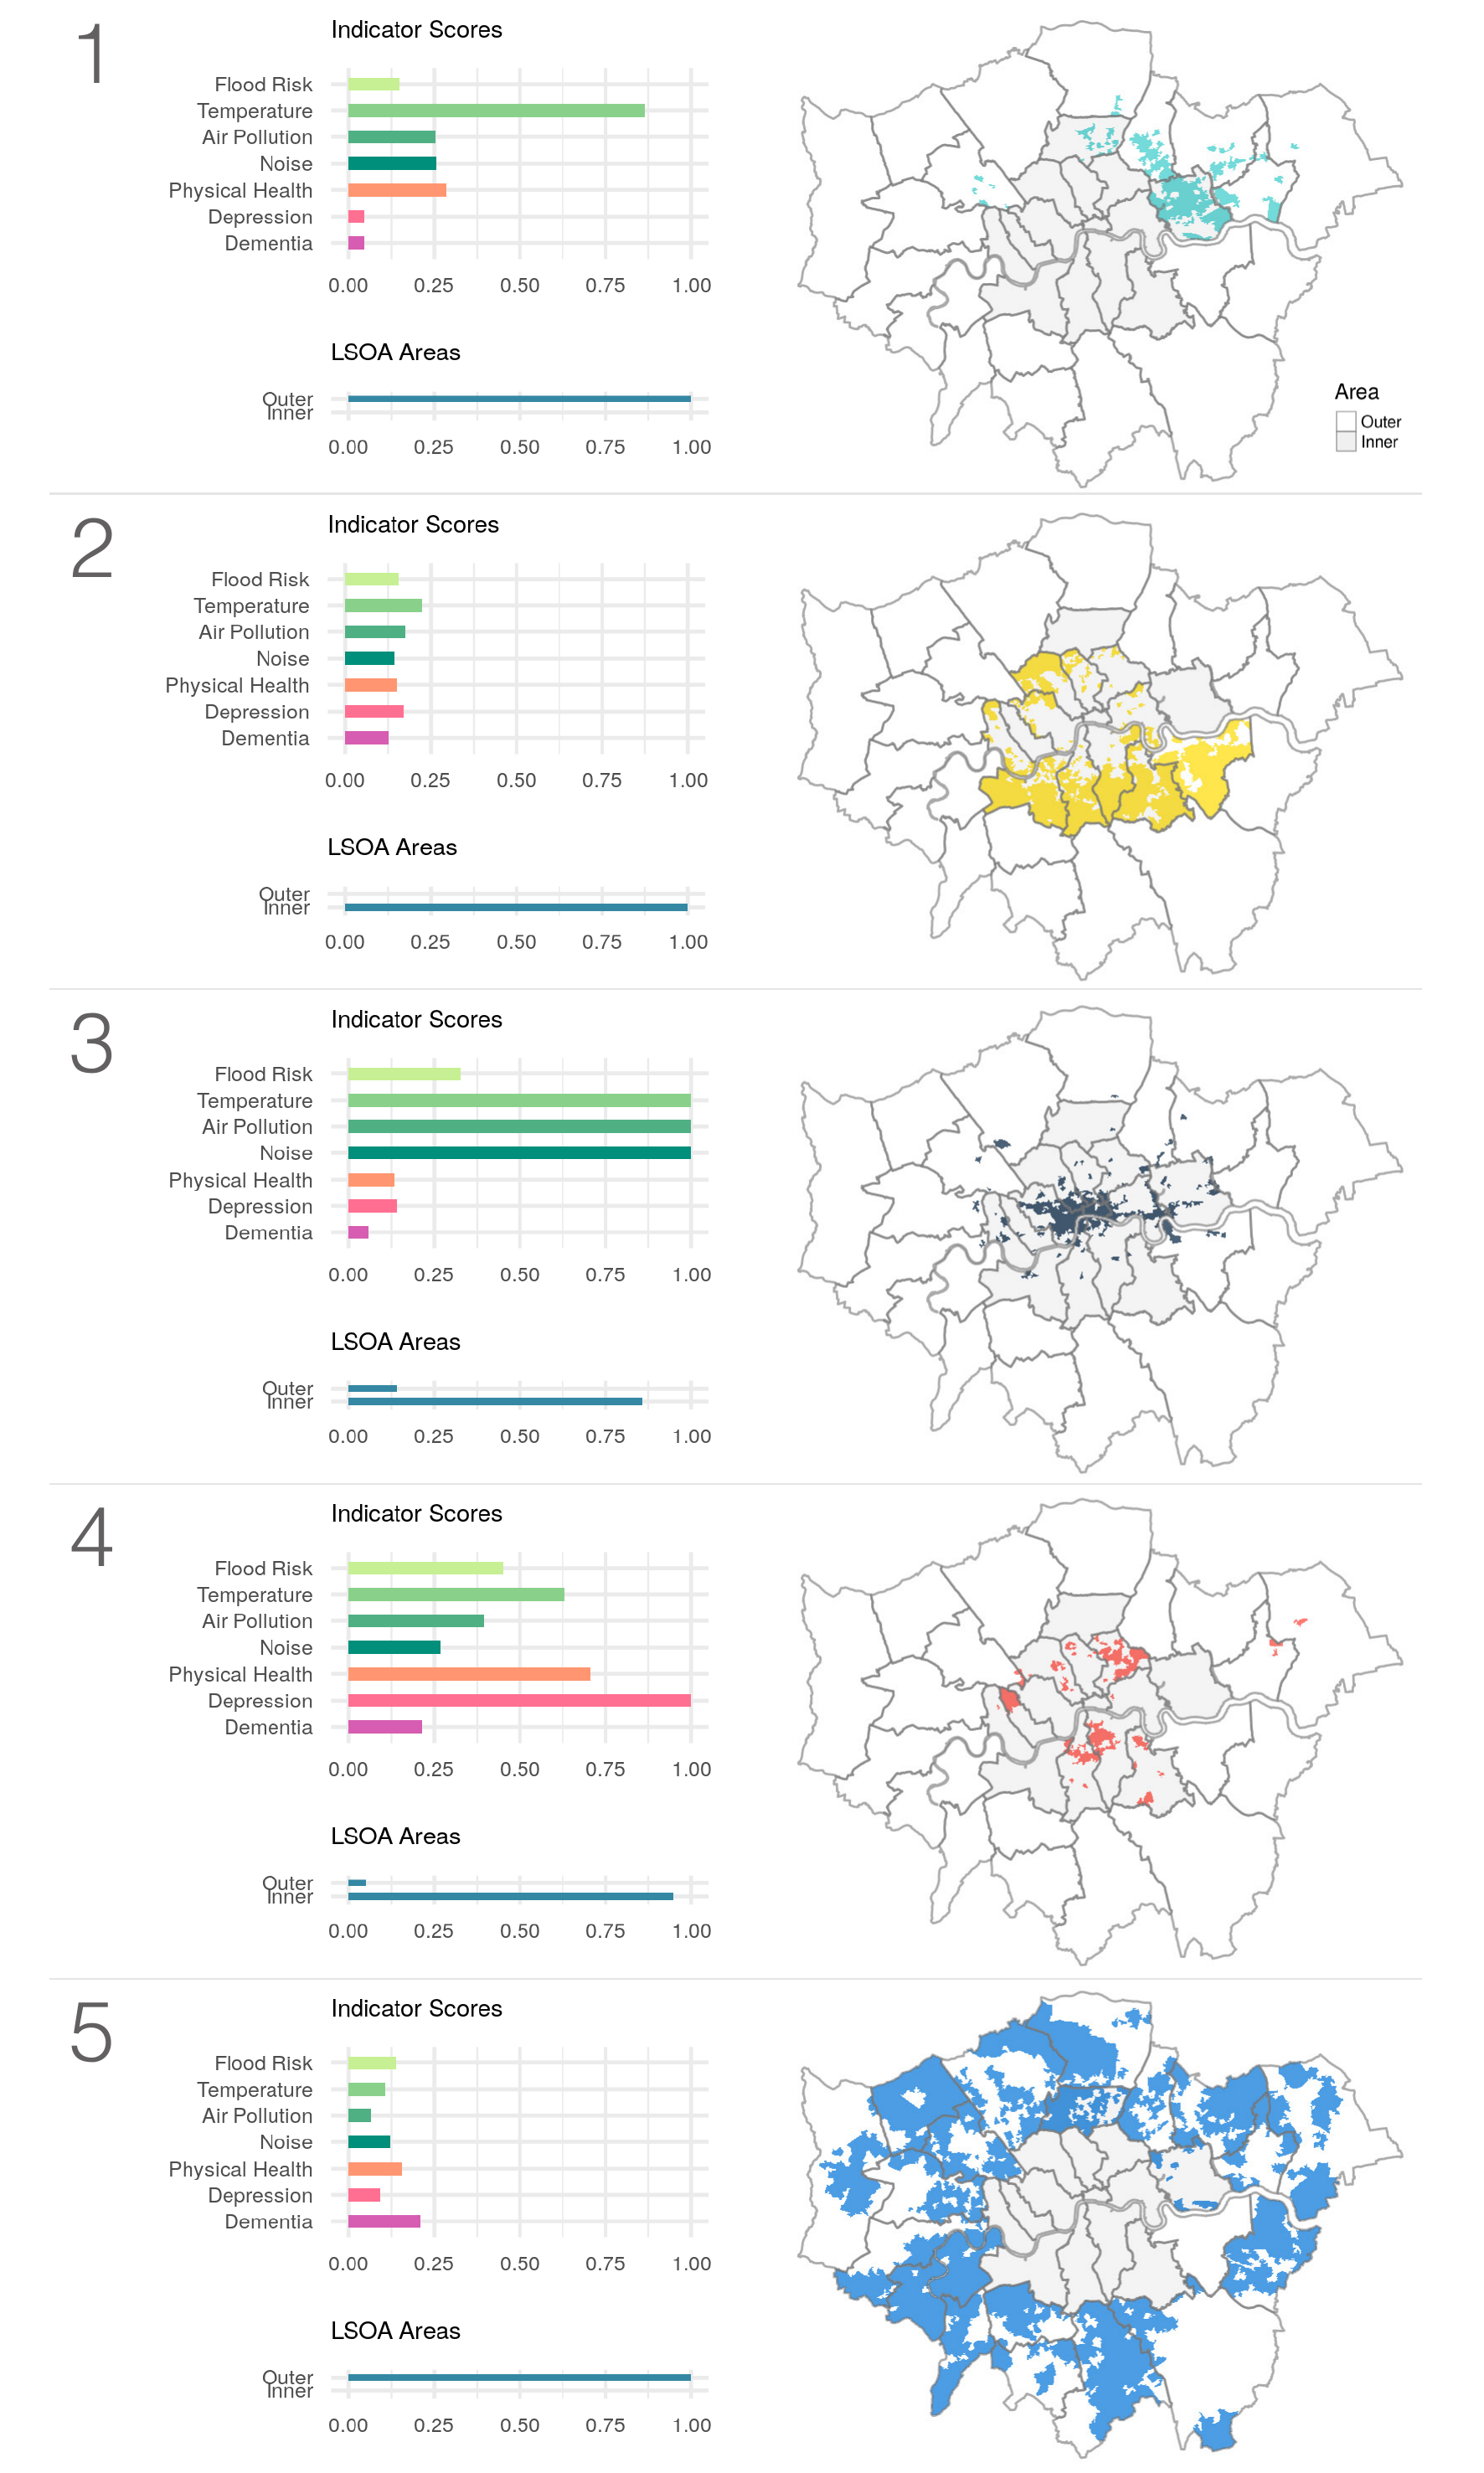 1
Indicator Scores
Flood Risk
Temperature
Air Pollution
Noise
Physical Health
Depression
Dementia
0.00 0.25 0.50 0.75 1.00
LSOA Areas
Outer
Inner
0.00 0.25 0.50 0.75 1.00
Area
Outer
Inner
2
Indicator Scores
Flood Risk
Temperature
Air Pollution
Noise
Physical Health
Depression
Dementia
0.00 0.25 0.50 0.75 1.00
LSOA Areas
Outer
Inner
0.00 0.25 0.50 0.75 1.00
3
Indicator Scores
Flood Risk
Temperature
Air Pollution
Noise
Physical Health
Depression
Dementia
0.00 0.25 0.50 0.75 1.00
LSOA Areas
Outer
Inner
0.00 0.25 0.50 0.75 1.00
4
Indicator Scores
Flood Risk
Temperature
Air Pollution
Noise
Physical Health
Depression
Dementia
0.00 0.25 0.50 0.75 1.00
LSOA Areas
Outer
Inner
0.00 0.25 0.50 0.75 1.00
5
Indicator Scores
Flood Risk
Temperature
Air Pollution
Noise
Physical Health
Depression
Dementia
0.00 0.25 0.50 0.75 1.00
LSOA Areas
Outer
Inner
0.00 0.25 0.50 0.75 1.00